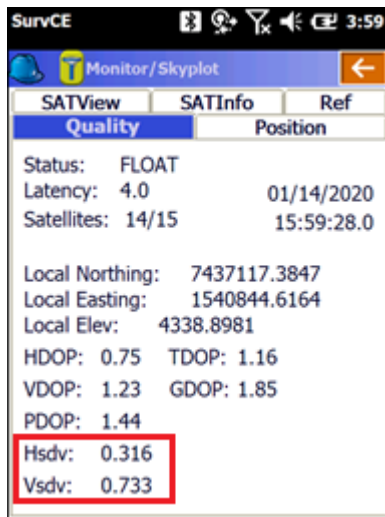 SurvCE 3:59
Monitor/Skyplot
SATView SATInfo Ref
Quality Position
Status: FLOAT
Latency: 4.0 01/14/2020
Satellites: 14/15 15:59:28.0
Local Northing: 7437117.3847
Local Easting: 1540844.6164
Local Elev: 4338.8981
HDOP: 0.75 TDOP: 1.16
VDOP: 1.23 GDOP: 1.85
PDOP: 1.44
Hsdv: 0.316
Vsdv: 0.733